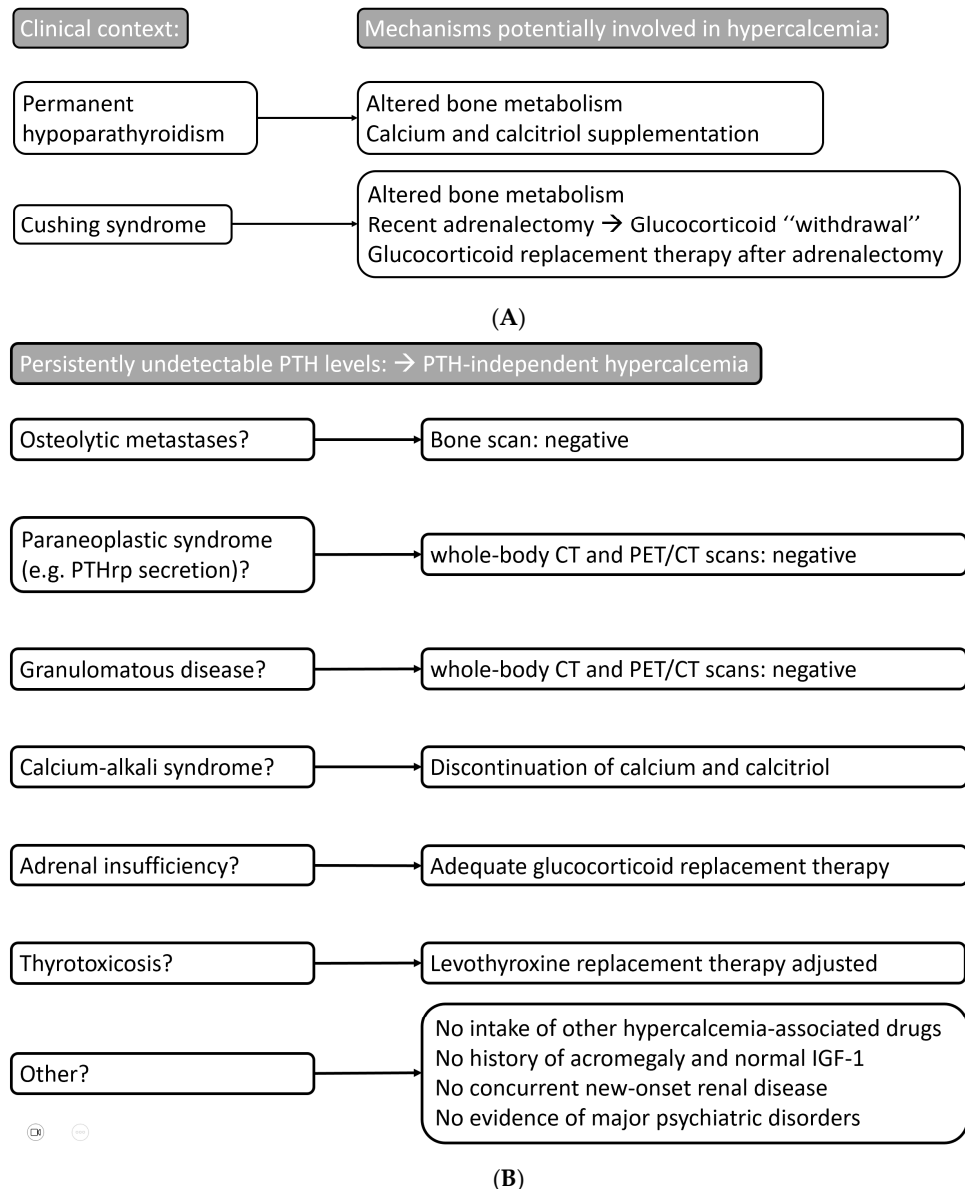 Clinical context:
Mechanisms potentially involved in hypercalcemia:
Permanent
hypoparathyroidism
Altered bone metabolism
Calcium and calcitriol supplementation
Cushing syndrome
Altered bone metabolism
Recent adrenalectomy → Glucocorticoid ‘‘withdrawal’’
Glucocorticoid replacement therapy after adrenalectomy
(A)
Persistently undetectable PTH levels: → PTH-independent hypercalcemia
Osteolytic metastases?
Bone scan: negative
Paraneoplastic syndrome
(e.g. PTHrp secretion)?
whole-body CT and PET/CT scans: negative
Granulomatous disease?
whole-body CT and PET/CT scans: negative
Calcium-alkali syndrome?
Discontinuation of calcium and calcitriol
Adrenal insufficiency?
Adequate glucocorticoid replacement therapy
Thyrotoxicosis?
Levothyroxine replacement therapy adjusted
Other?
No intake of other hypercalcemia-associated drugs
No history of acromegaly and normal IGF-1
No concurrent new-onset renal disease
No evidence of major psychiatric disorders
(B)